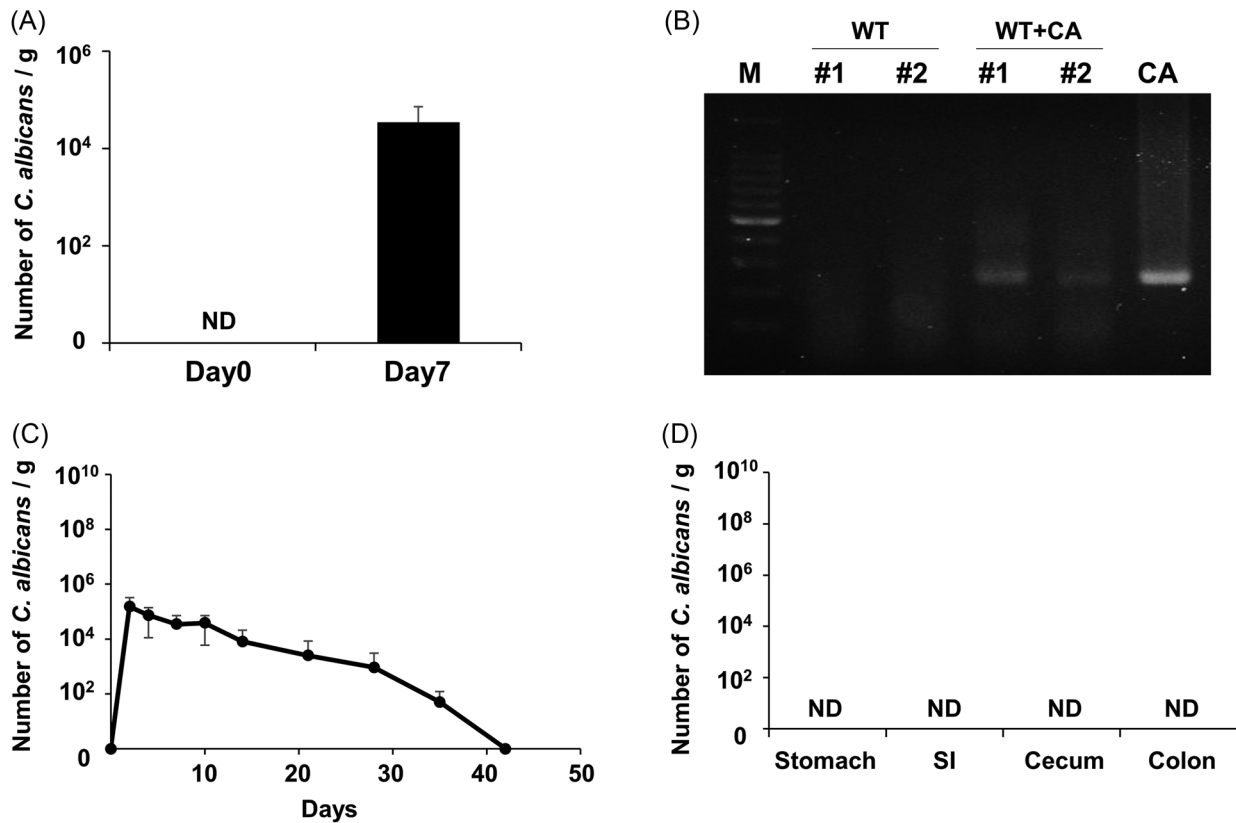 (A)
Number of C. albicans / g
10⁶
10⁴
10²
0
ND
Day0 Day7
(B)
WT WT+CA
M #1 #2 #1 #2 CA
(C)
Number of C. albicans / g
10¹⁰
10⁸
10⁶
10⁴
10²
0
10 20 30 40 50
Days
(D)
Number of C. albicans / g
10¹⁰
10⁸
10⁶
10⁴
10²
0
ND ND ND ND
Stomach SI Cecum Colon